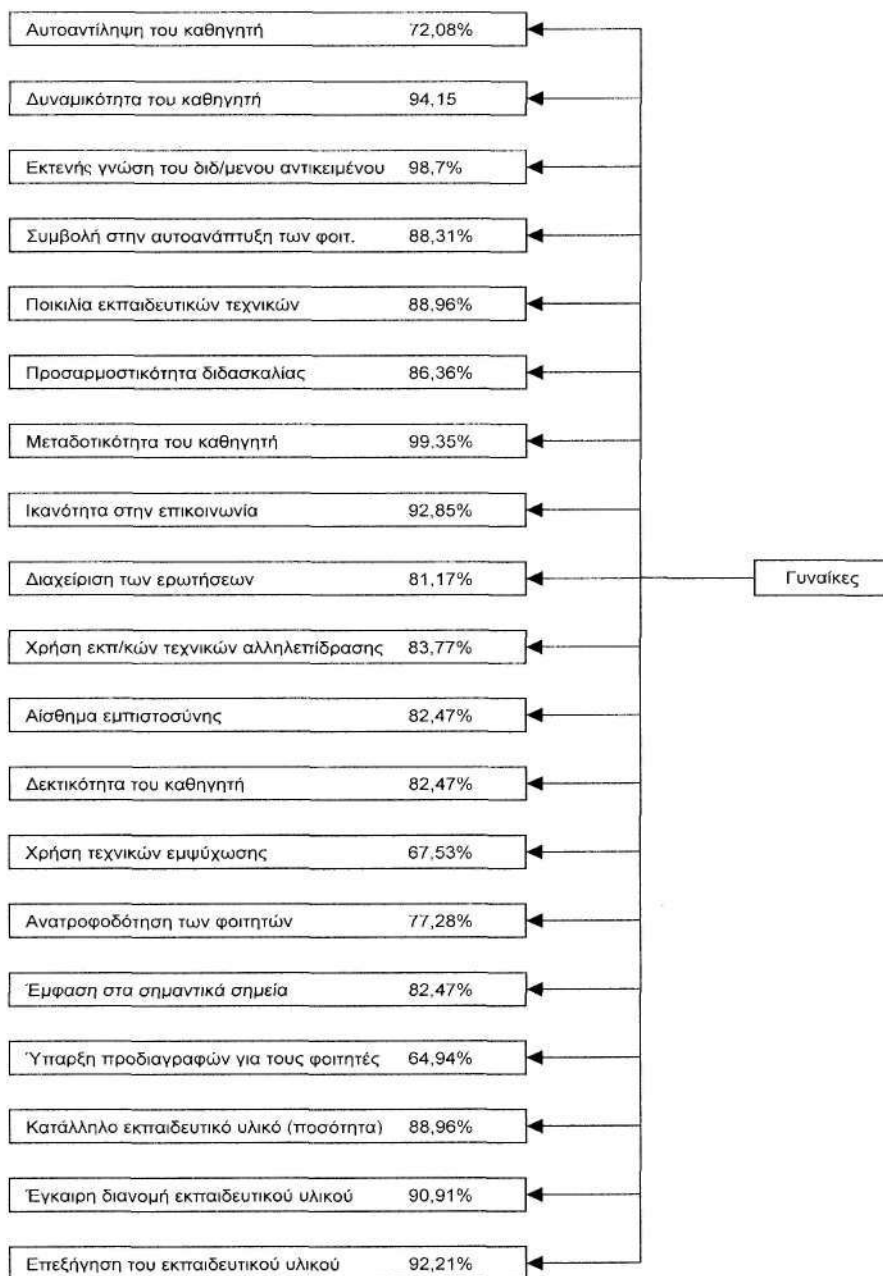 Αυτοαντίληψη του καθηγητή 72,08%
Δυναμικότητα του καθηγητή 94,15
Εκτενής γνώση του διδ/μενου αντικειμένου 98,7%
Συμβολή στην αυτοανάπτυξη των φοιτ. 88,31%
Ποικιλία εκπαιδευτικών τεχνικών 88,96%
Προσαρμοστικότητα διδασκαλίας 86,36%
Μεταδοτικότητα του καθηγητή 99,35%
Ικανότητα στην επικοινωνία 92,85%
Διαχείριση των ερωτήσεων 81,17%
Γυναίκες
Χρήση εκπ/κών τεχνικών αλληλεπίδρασης 83,77%
Αίσθημα εμπιστοσύνης 82,47%
Δεκτικότητα του καθηγητή 82,47%
Χρήση τεχνικών εμψύχωσης 67,53%
Ανατροφοδότηση των φοιτητών 77,28%
Έμφαση στα σημαντικά σημεία 82,47%
Ύπαρξη προδιαγραφών για τους φοιτητές 64,94%
Κατάλληλο εκπαιδευτικό υλικό (ποσότητα) 88,96%
Έγκαιρη διανομή εκπαιδευτικού υλικού 90,91%
Επεξήγηση του εκπαιδευτικού υλικού 92,21%